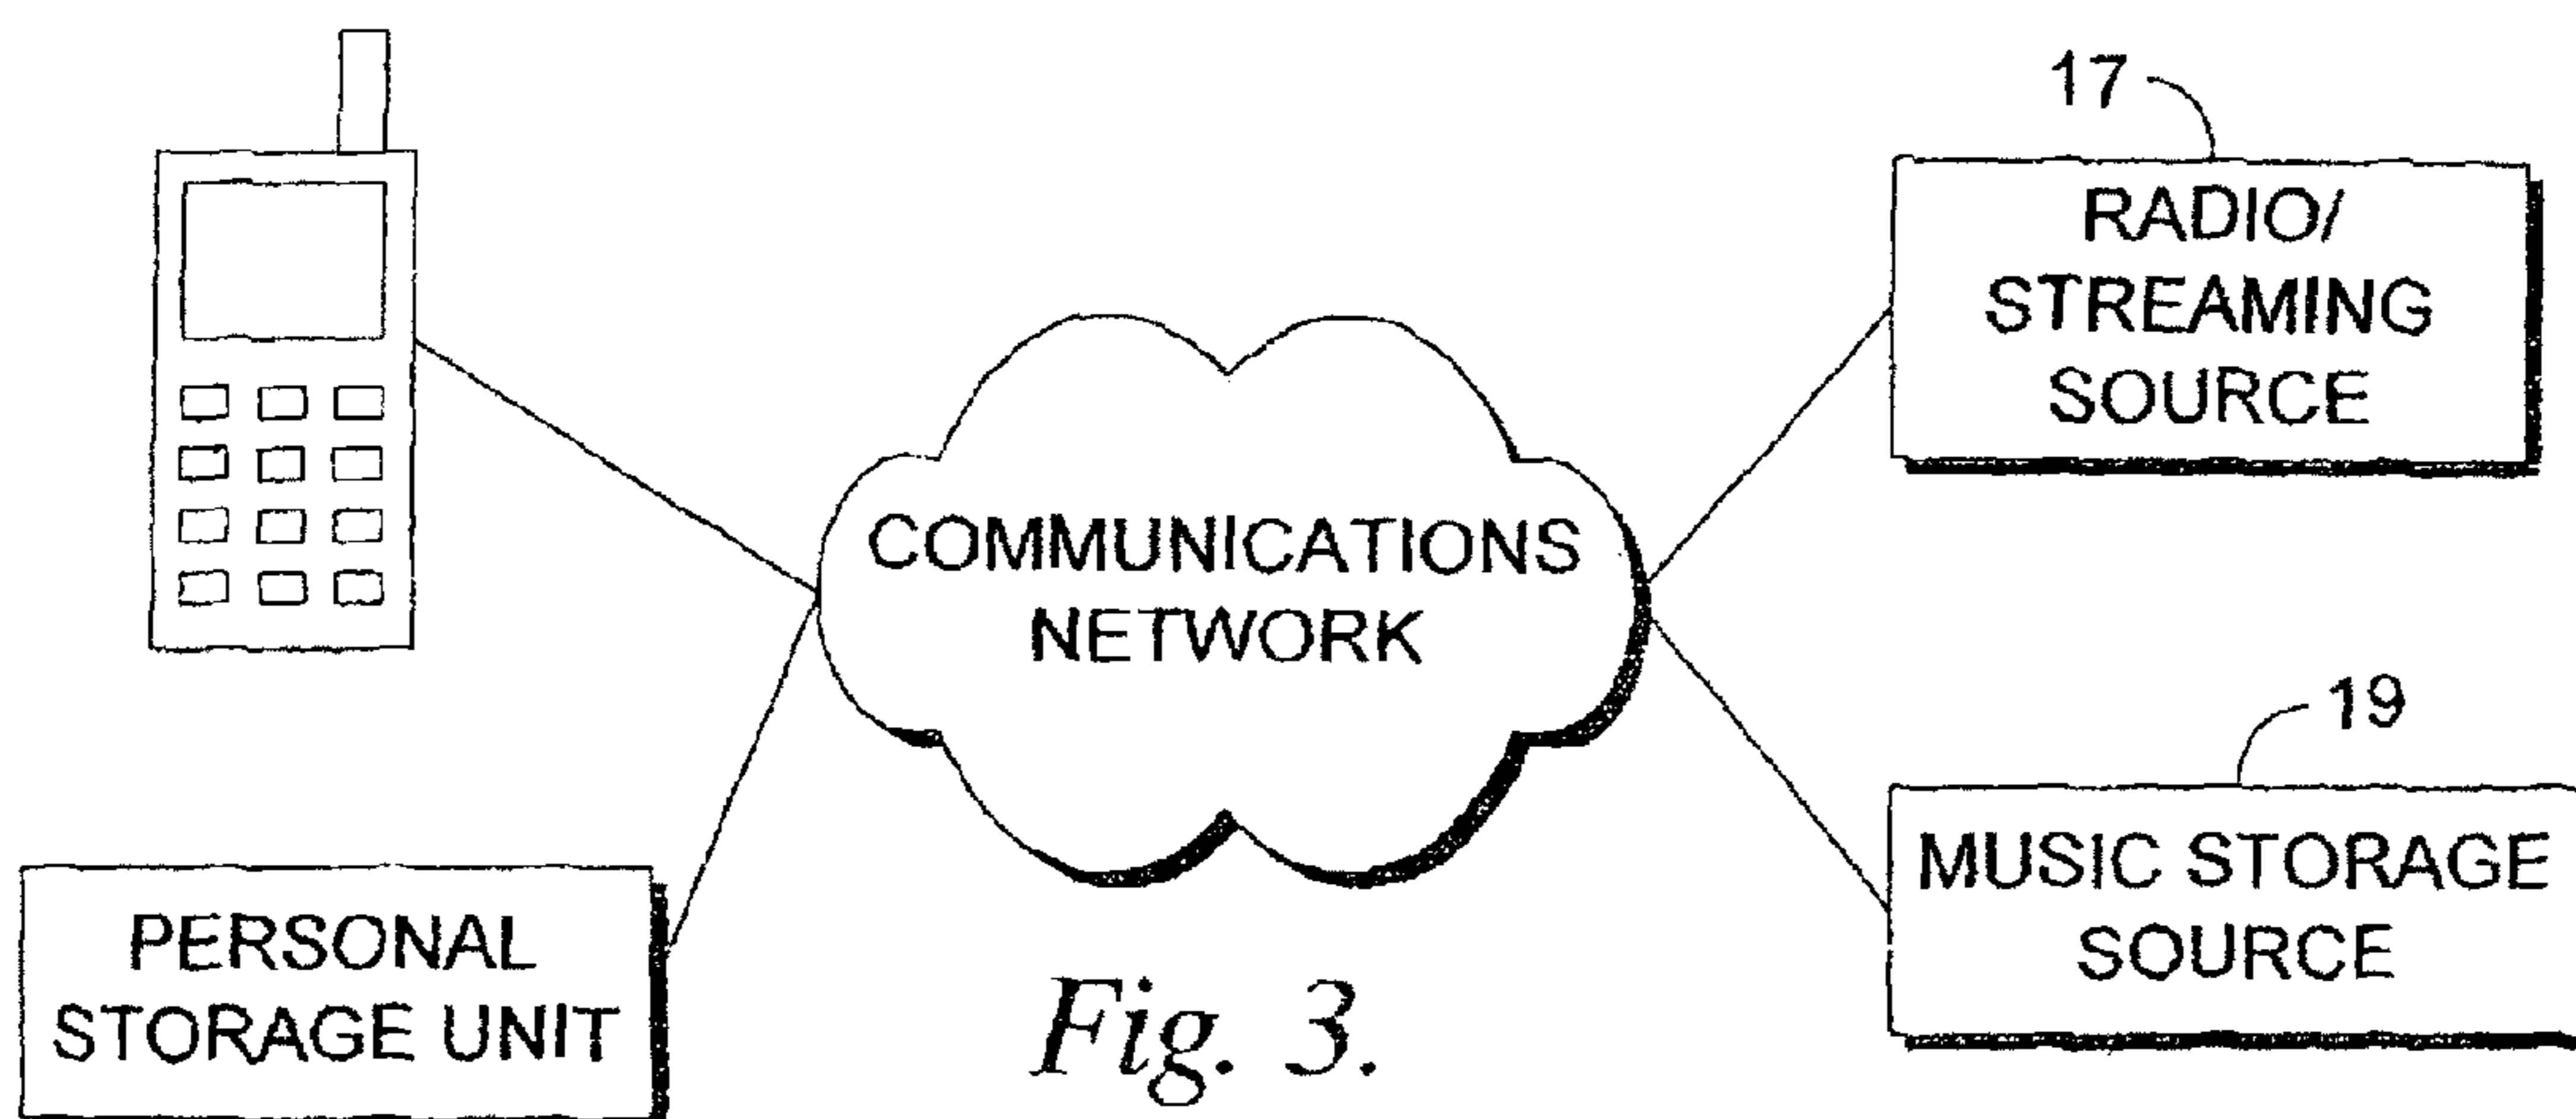 17
RADIO/
STREAMING
SOURCE
COMMUNICATIONS
NETWORK
19
MUSIC STORAGE
SOURCE
PERSONAL
STORAGE UNIT
Fig. 3.